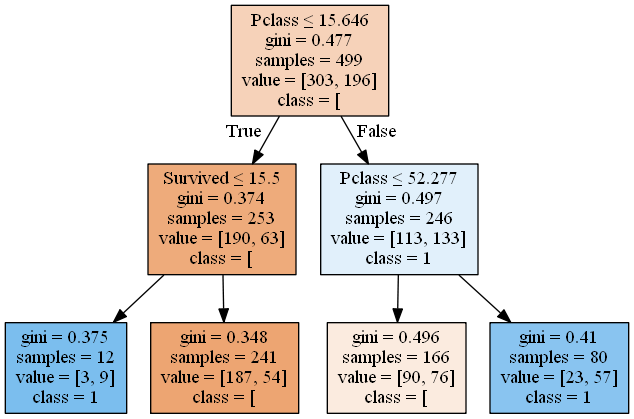 Pclass ≤ 15.646
gini = 0.477
samples = 499
value = [303, 196]
class = [
True
False
Survived ≤ 15.5
gini = 0.374
samples = 253
value = [190, 63]
class = [
Pclass ≤ 52.277
gini = 0.497
samples = 246
value = [113, 133]
class = 1
gini = 0.375
samples = 12
value = [3, 9]
class = 1
gini = 0.348
samples = 241
value = [187, 54]
class = [
gini = 0.496
samples = 166
value = [90, 76]
class = [
gini = 0.41
samples = 80
value = [23, 57]
class = 1